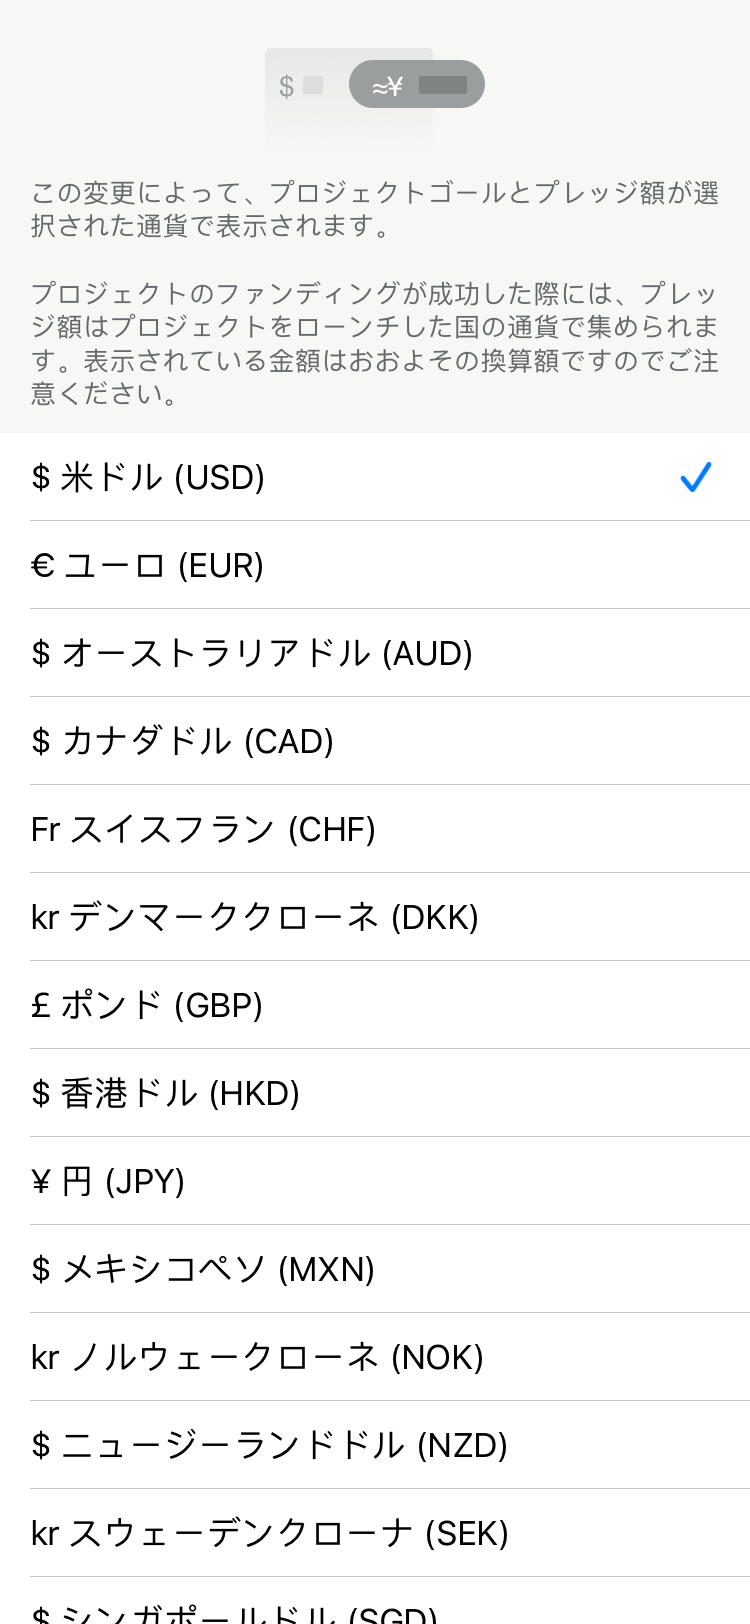 $ ≈¥
この変更によって、プロジェクトゴールとプレッジ額が選
択された通貨で表示されます。
プロジェクトのファンディングが成功した際には、プレッ
ジ額はプロジェクトをローンチした国の通貨で集められま
す。表示されている金額はおおよその換算額ですのでご注
意ください。
$ 米ドル (USD)
€ ユーロ (EUR)
$ オーストラリアドル (AUD)
$ カナダドル (CAD)
Fr スイスフラン (CHF)
kr デンマーククローネ (DKK)
£ ポンド (GBP)
$ 香港ドル (HKD)
¥ 円 (JPY)
$ メキシコペソ (MXN)
kr ノルウェークローネ (NOK)
$ ニュージーランドドル (NZD)
kr スウェーデンクローナ (SEK)
$ シンガポールドル (SGD)